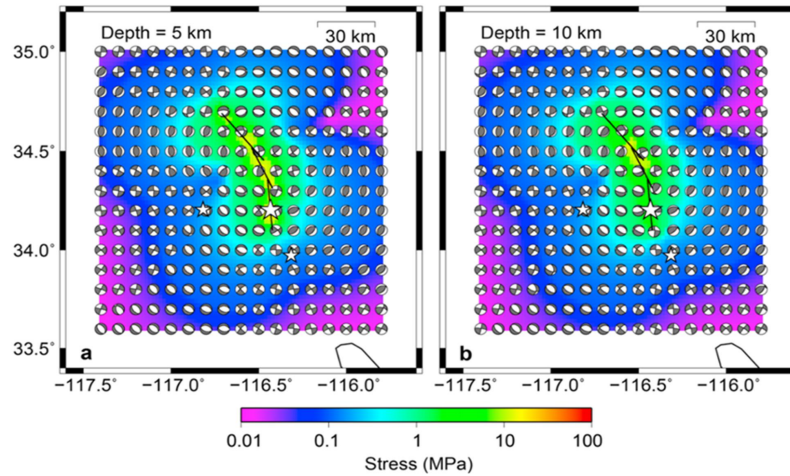 Depth = 5 km
30 km
Depth = 10 km
30 km
35.0°
34.5°
34.0°
33.5°
a
b
−117.5° −117.0° −116.5° −116.0° −117.5° −117.0° −116.5° −116.0°
0.01 0.1 1 10 100
Stress (MPa)